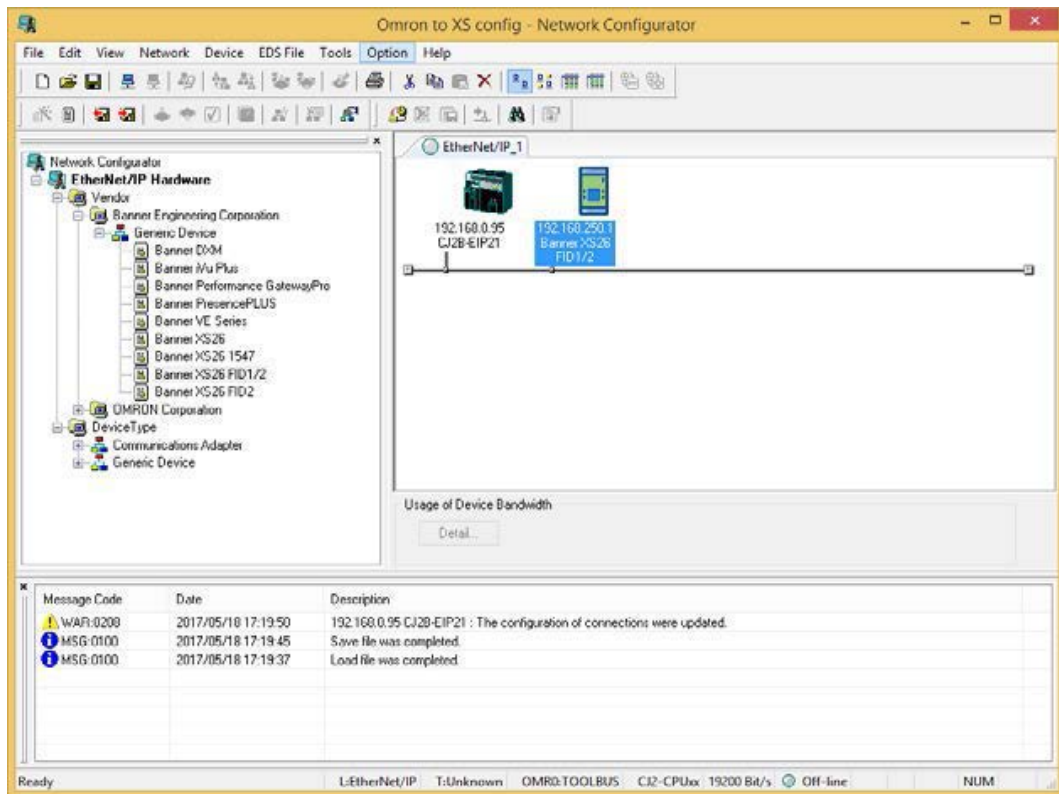 Omron to XS config - Network Configurator
File Edit View Network Device EDS File Tools Option Help
EtherNet/IP_1
Network Configurator
EtherNet/IP Hardware
Vendor
Banner Engineering Corporation
Generic Device
Banner DXM
Banner iVu Plus
Banner Performance GatewayPro
Banner PresencePLUS
Banner VE Series
Banner XS26
Banner XS26 1547
Banner XS26 FID1/2
Banner XS26 FID2
OMRON Corporation
DeviceType
Communications Adapter
Generic Device
192.168.0.95
CJ2B-EIP21
192.168.250.1
Banner XS26
FID1/2
Usage of Device Bandwidth
Detail...
Message Code Date Description
WAR:0208 2017/05/18 17:19:50 192.168.0.95 CJ2B-EIP21 : The configuration of connections were updated.
MSG:0100 2017/05/18 17:19:45 Save file was completed.
MSG:0100 2017/05/18 17:19:37 Load file was completed.
Ready L:EtherNet/IP T:Unknown OMR0:TOOLBUS CJ2-CPUxx 19200 Bit/s Off-line NUM